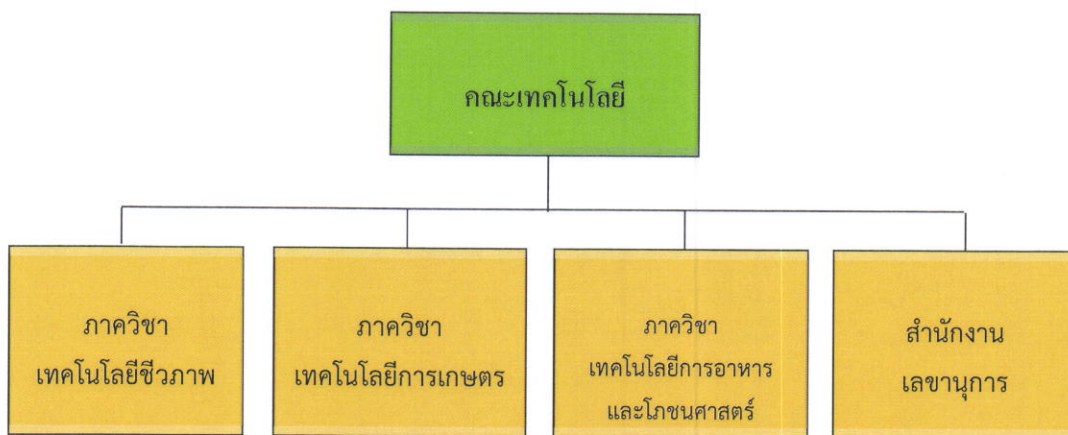 คณะเทคโนโลยี
ภาควิชา
เทคโนโลยีชีวภาพ
ภาควิชา
เทคโนโลยีการเกษตร
ภาควิชา
เทคโนโลยีการอาหาร
และโภชนศาสตร์
สำนักงาน
เลขานุการ